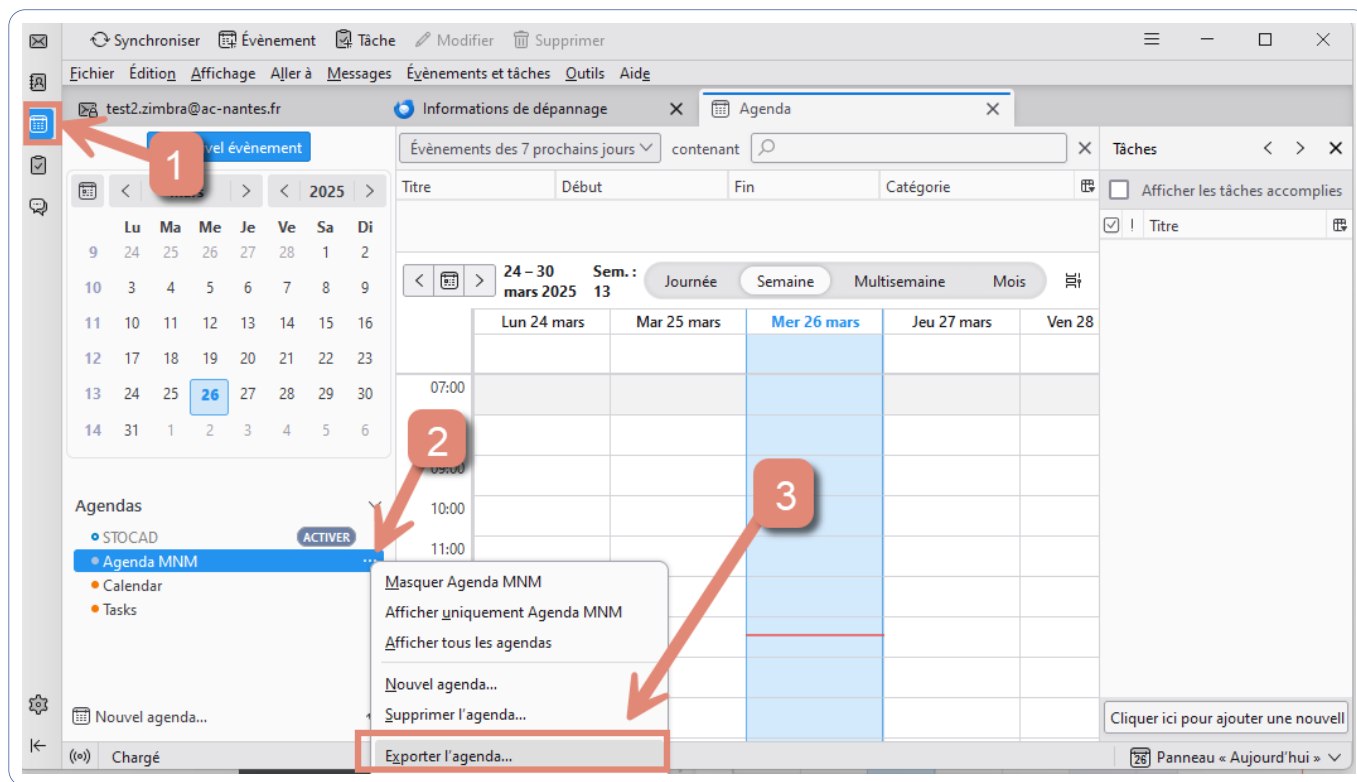 Synchroniser Évènement Tâche Modifier Supprimer
Fichier Édition Affichage Aller à Messages Évènements et tâches Outils Aide
test2.zimbra@ac-nantes.fr Informations de dépannage Agenda
1
évènement
Évènements des 7 prochains jours contenant
Tâches
2025
Titre Début Fin Catégorie
Afficher les tâches accomplies
! Titre
Lu Ma Me Je Ve Sa Di
9 24 25 26 27 28 1 2
10 3 4 5 6 7 8 9
11 10 11 12 13 14 15 16
12 17 18 19 20 21 22 23
13 24 25 26 27 28 29 30
14 31 1 2 3 4 5 6
24 – 30 mars 2025 Sem. : 13
Journée Semaine Multisemaine Mois
Lun 24 mars Mar 25 mars Mer 26 mars Jeu 27 mars Ven 28
07:00
2
09:00
3
10:00
11:00
Agendas
STOCAD ACTIVER
Agenda MNM ...
Calendar
Tasks
Masquer Agenda MNM
Afficher uniquement Agenda MNM
Afficher tous les agendas
Nouvel agenda...
Supprimer l'agenda...
Exporter l'agenda...
Nouvel agenda...
Cliquer ici pour ajouter une nouvell
Chargé
26 Panneau « Aujourd'hui »